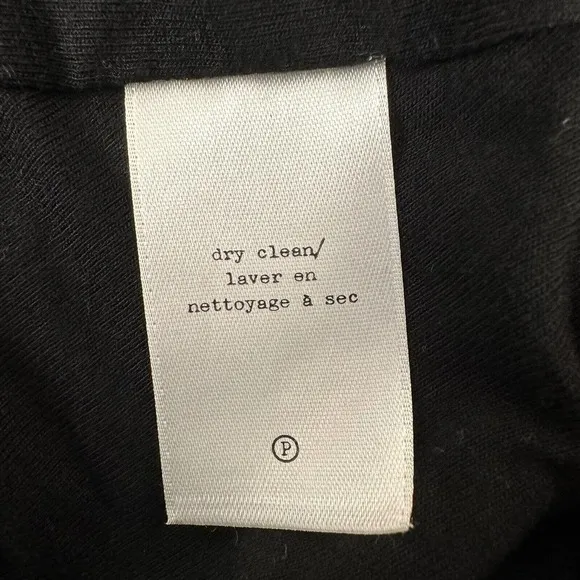 dry clean/
laver en
nettoyage à sec
P